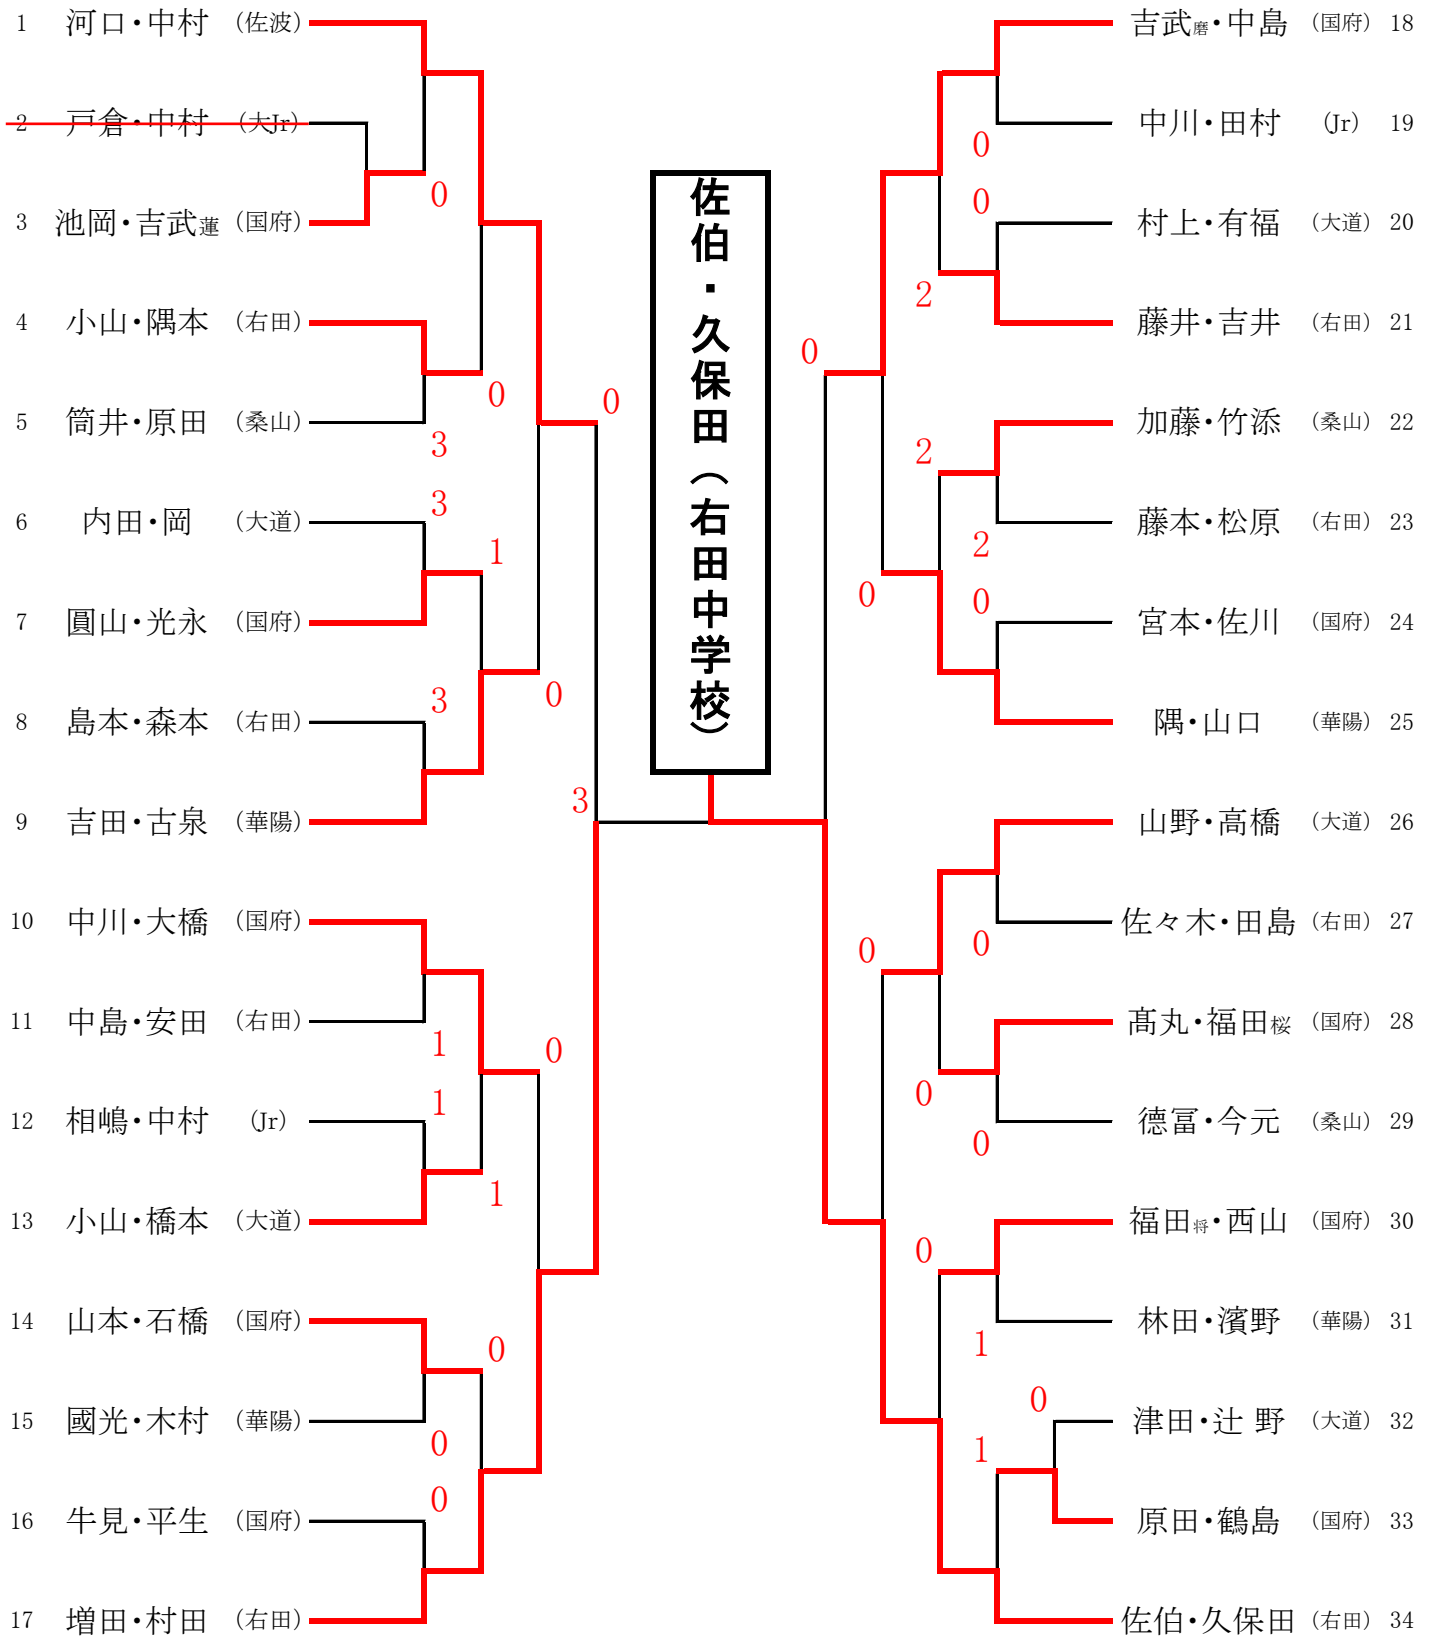 1 河口・中村 (佐波)
2 戸倉・中村 (大Jr)
0
3 池岡・吉武蓮 (国府)
4 小山・隅本 (右田)
0
5 筒井・原田 (桑山)
3
0
3
6 内田・岡 (大道)
1
7 圓山・光永 (国府)
0
3
8 島本・森本 (右田)
9 吉田・古泉 (華陽)
3
10 中川・大橋 (国府)
11 中島・安田 (右田)
1
0
1
12 相嶋・中村 (Jr)
1
13 小山・橋本 (大道)
14 山本・石橋 (国府)
0
15 國光・木村 (華陽)
0
0
16 牛見・平生 (国府)
17 増田・村田 (右田)
佐伯・久保田(右田中学校)
吉武磨・中島 (国府) 18
中川・田村 (Jr) 19
0
0
村上・有福 (大道) 20
2
藤井・吉井 (右田) 21
0
加藤・竹添 (桑山) 22
2
藤本・松原 (右田) 23
2
0
0
宮本・佐川 (国府) 24
隅・山口 (華陽) 25
山野・高橋 (大道) 26
佐々木・田島 (右田) 27
0
0
髙丸・福田桜 (国府) 28
0
德冨・今元 (桑山) 29
0
福田将・西山 (国府) 30
0
林田・濱野 (華陽) 31
1
0
津田・辻 野 (大道) 32
1
原田・鶴島 (国府) 33
佐伯・久保田 (右田) 34